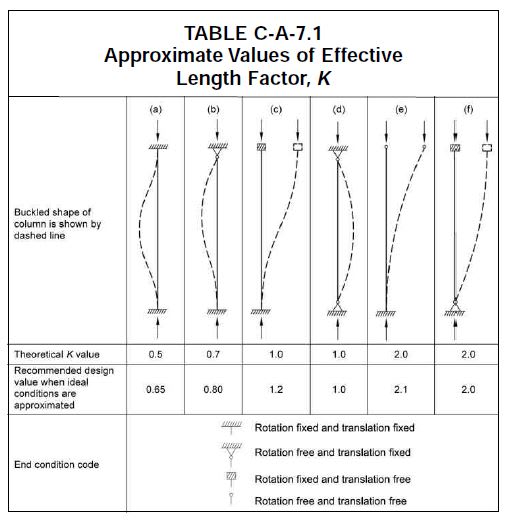 TABLE C-A-7.1
Approximate Values of Effective
Length Factor, K
(a) (b) (c) (d) (e) (f)
Buckled shape of
column is shown by
dashed line
Theoretical K value 0.5 0.7 1.0 1.0 2.0 2.0
Recommended design
value when ideal
conditions are
approximated
0.65 0.80 1.2 1.0 2.1 2.0
End condition code
Rotation fixed and translation fixed
Rotation free and translation fixed
Rotation fixed and translation free
Rotation free and translation free